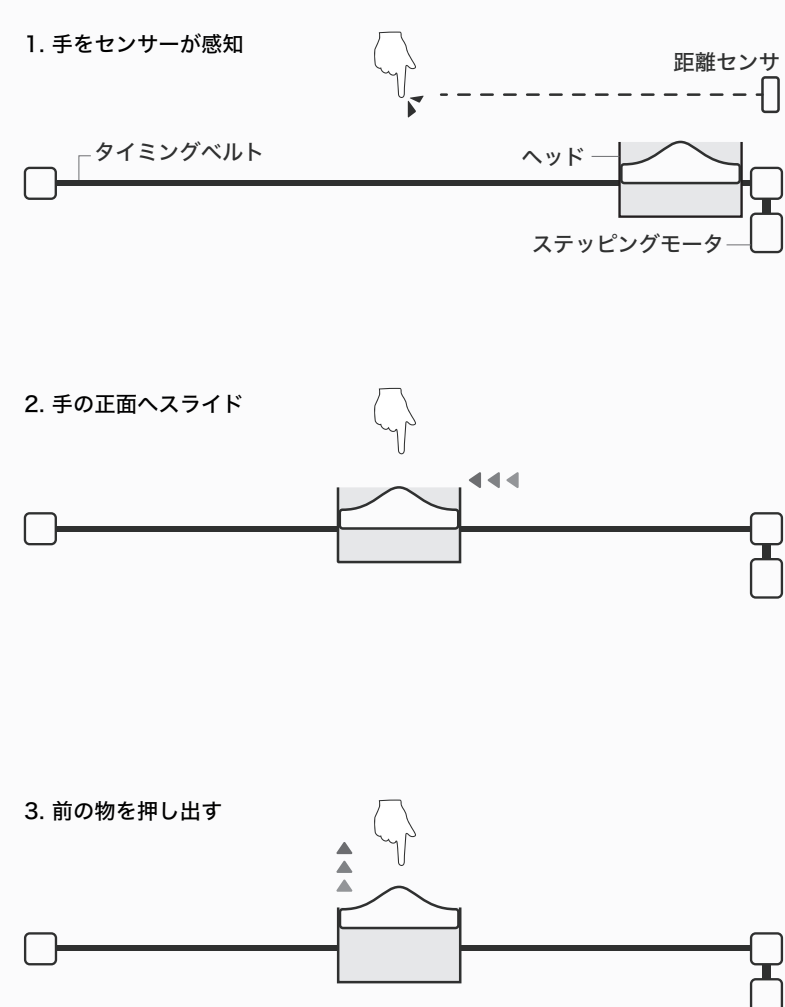 1. 手をセンサーが感知
距離センサ
タイミングベルト
ヘッド
ステッピングモータ
2. 手の正面へスライド
3. 前の物を押し出す